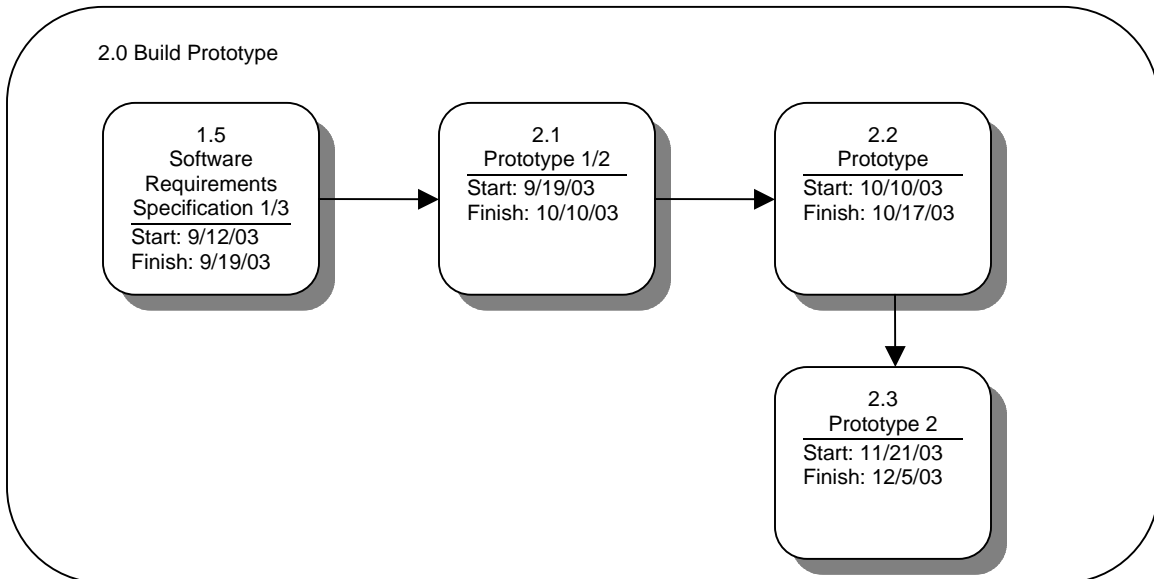 2.0 Build Prototype
1.5
Software
Requirements
Specification 1/3
Start: 9/12/03
Finish: 9/19/03
2.1
Prototype 1/2
Start: 9/19/03
Finish: 10/10/03
2.2
Prototype
Start: 10/10/03
Finish: 10/17/03
2.3
Prototype 2
Start: 11/21/03
Finish: 12/5/03